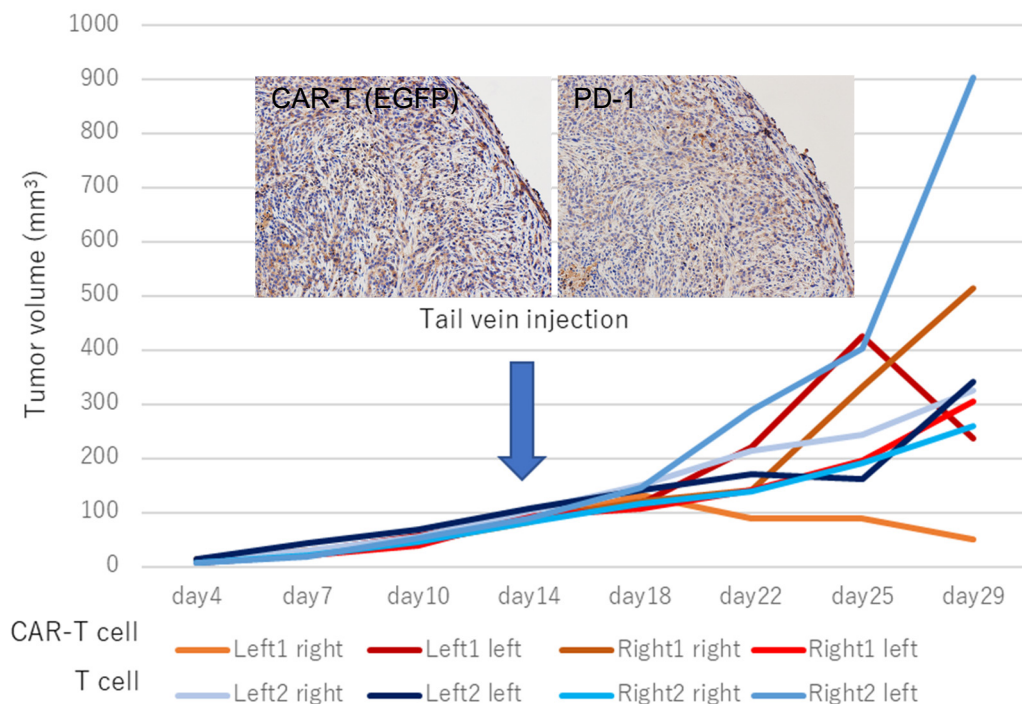 1000
900
800
700
600
500
400
300
200
100
0
Tumor volume (mm³)
CAR-T (EGFP)
PD-1
Tail vein injection
day4 day7 day10 day14 day18 day22 day25 day29
CAR-T cell
Left1 right Left1 left Right1 right Right1 left
T cell
Left2 right Left2 left Right2 right Right2 left